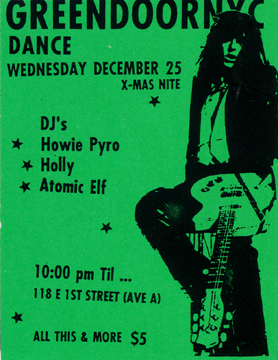 GREENDOORNYC
DANCE
WEDNESDAY DECEMBER 25
X-MAS NITE
DJ's
Howie Pyro
Holly
Atomic Elf
10:00 pm Til ...
118 E 1ST STREET (AVE A)
ALL THIS & MORE $5